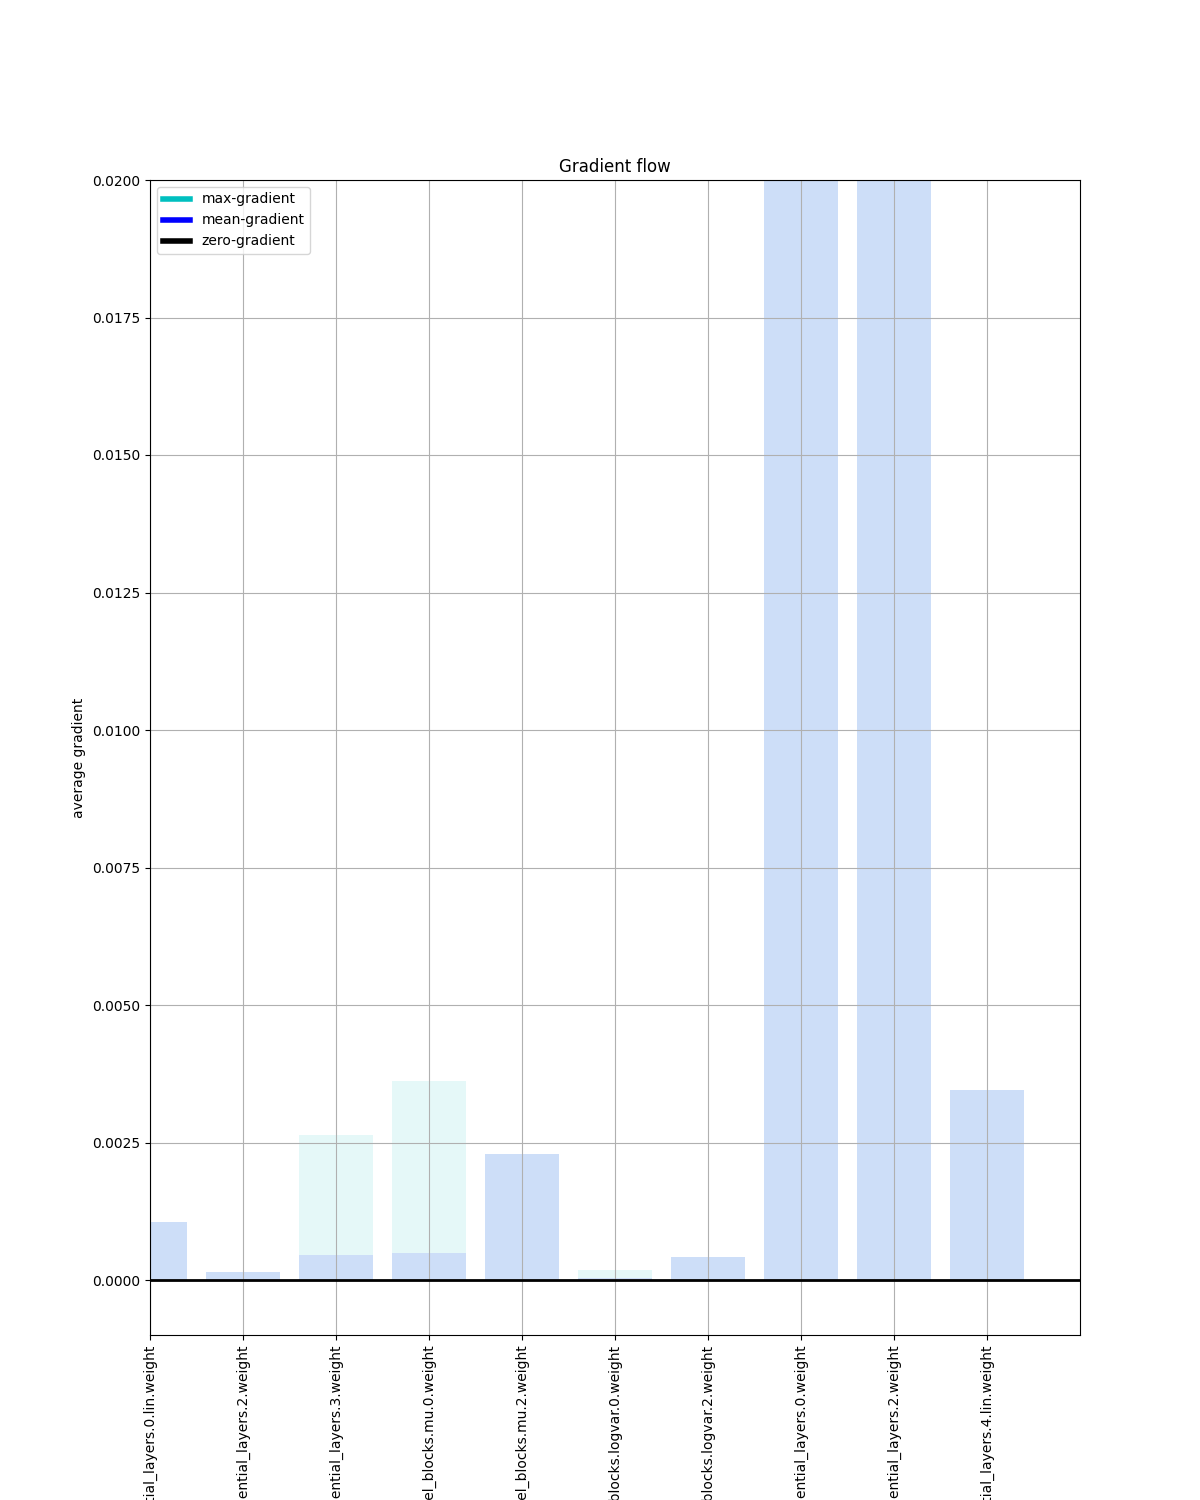 Gradient flow
max-gradient
mean-gradient
zero-gradient
average gradient
0.0200
0.0175
0.0150
0.0125
0.0100
0.0075
0.0050
0.0025
0.0000
tial_layers.0.lin.weight
ential_layers.2.weight
ential_layers.3.weight
el_blocks.mu.0.weight
el_blocks.mu.2.weight
blocks.logvar.0.weight
blocks.logvar.2.weight
ential_layers.0.weight
ential_layers.2.weight
tial_layers.4.lin.weight